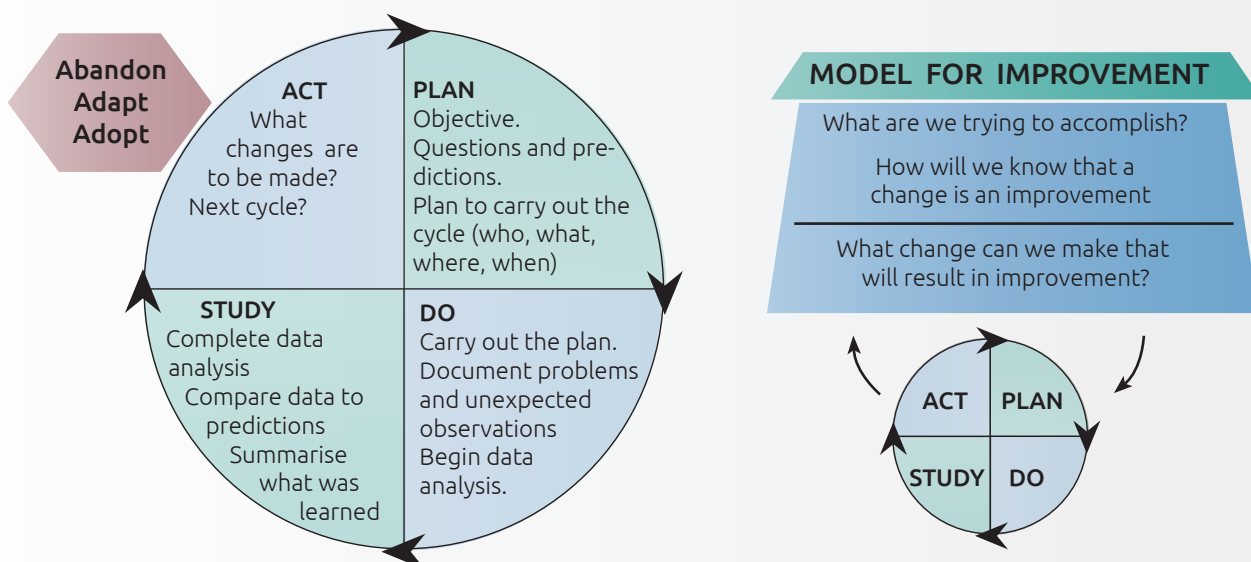 Abandon
Adapt
Adopt
ACT
What
changes are
to be made?
Next cycle?
PLAN
Objective.
Questions and pre-
dictions.
Plan to carry out the
cycle (who, what,
where, when)
STUDY
Complete data
analysis
Compare data to
predictions
Summarise
what was
learned
DO
Carry out the plan.
Document problems
and unexpected
observations
Begin data
analysis.
MODEL FOR IMPROVEMENT
What are we trying to accomplish?
How will we know that a
change is an improvement
What change can we make that
will result in improvement?
ACT
PLAN
STUDY
DO